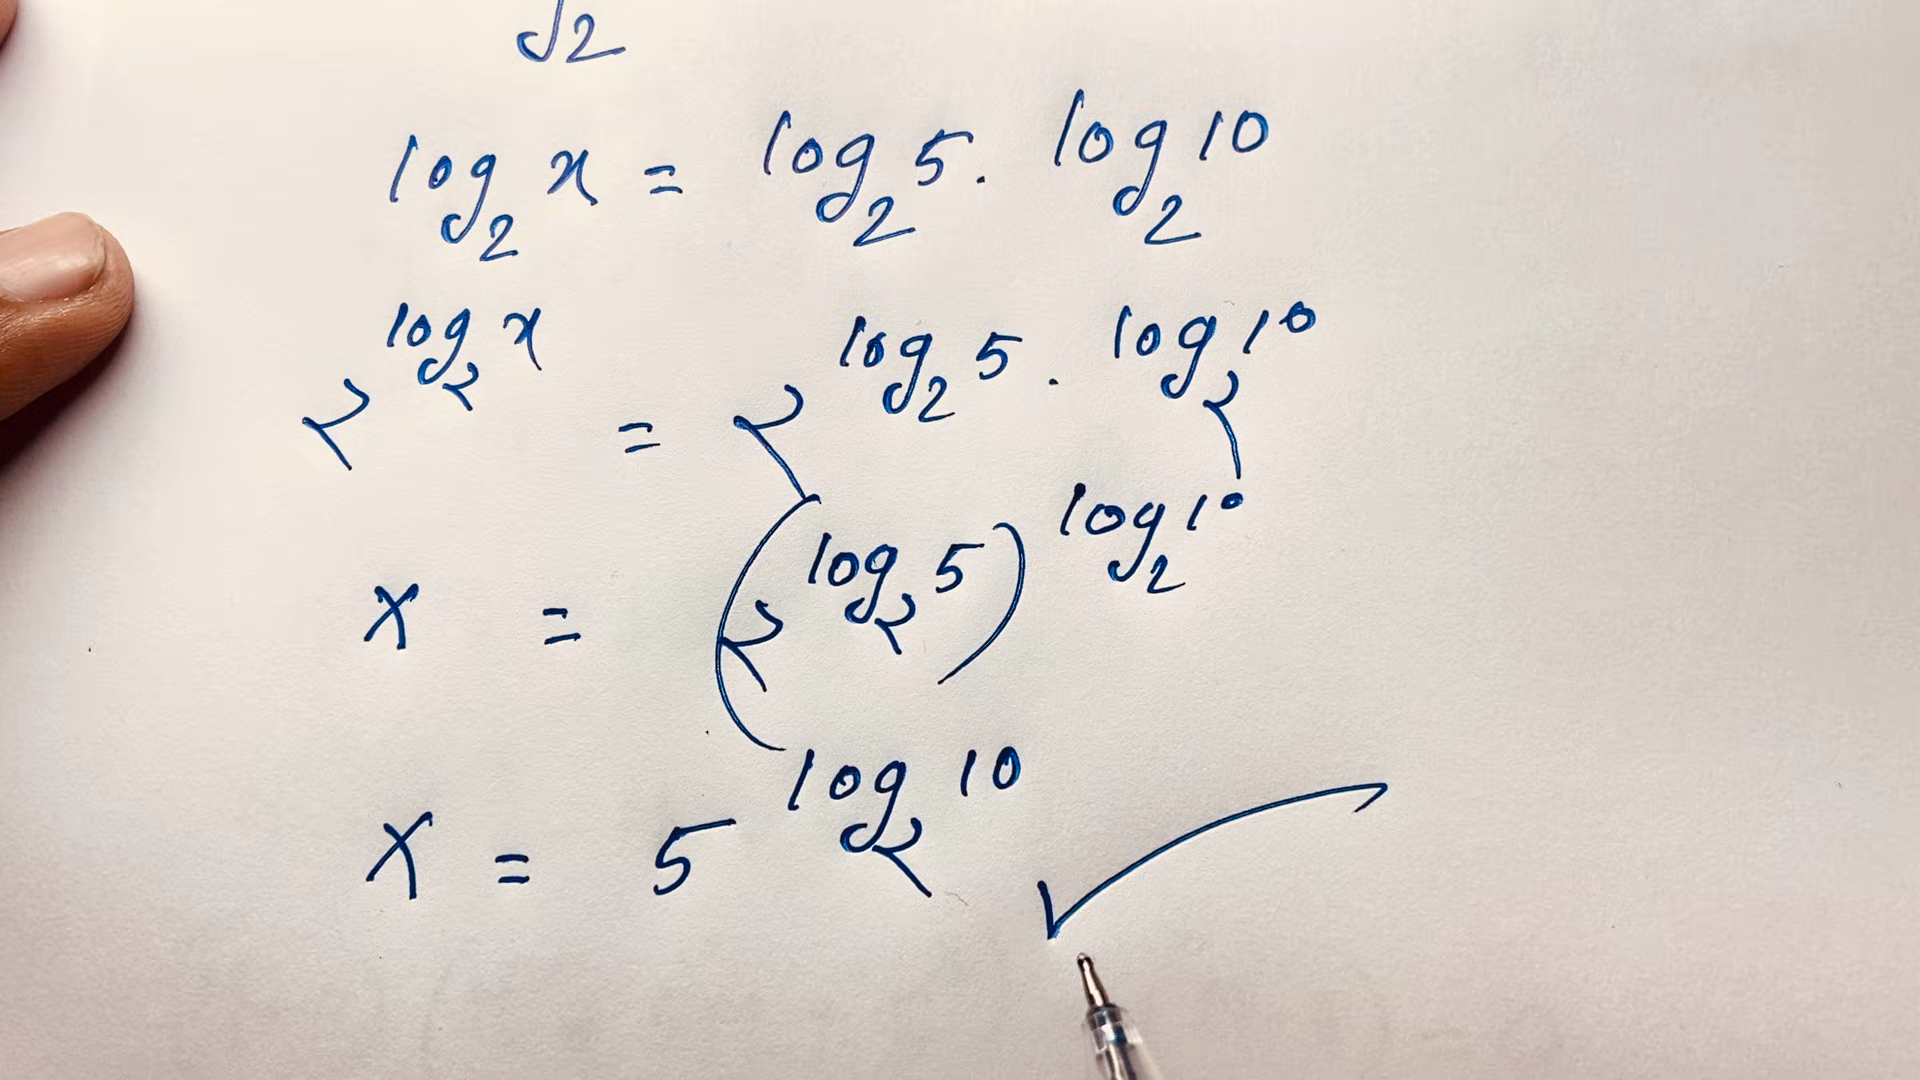 √2
log₂ x = log₂ 5 . log₂ 10
2^(log₂ x) = 2^(log₂ 5 . log₂ 10)
x = (2^(log₂ 5))^(log₂ 10)
x = 5^(log₂ 10) ✓